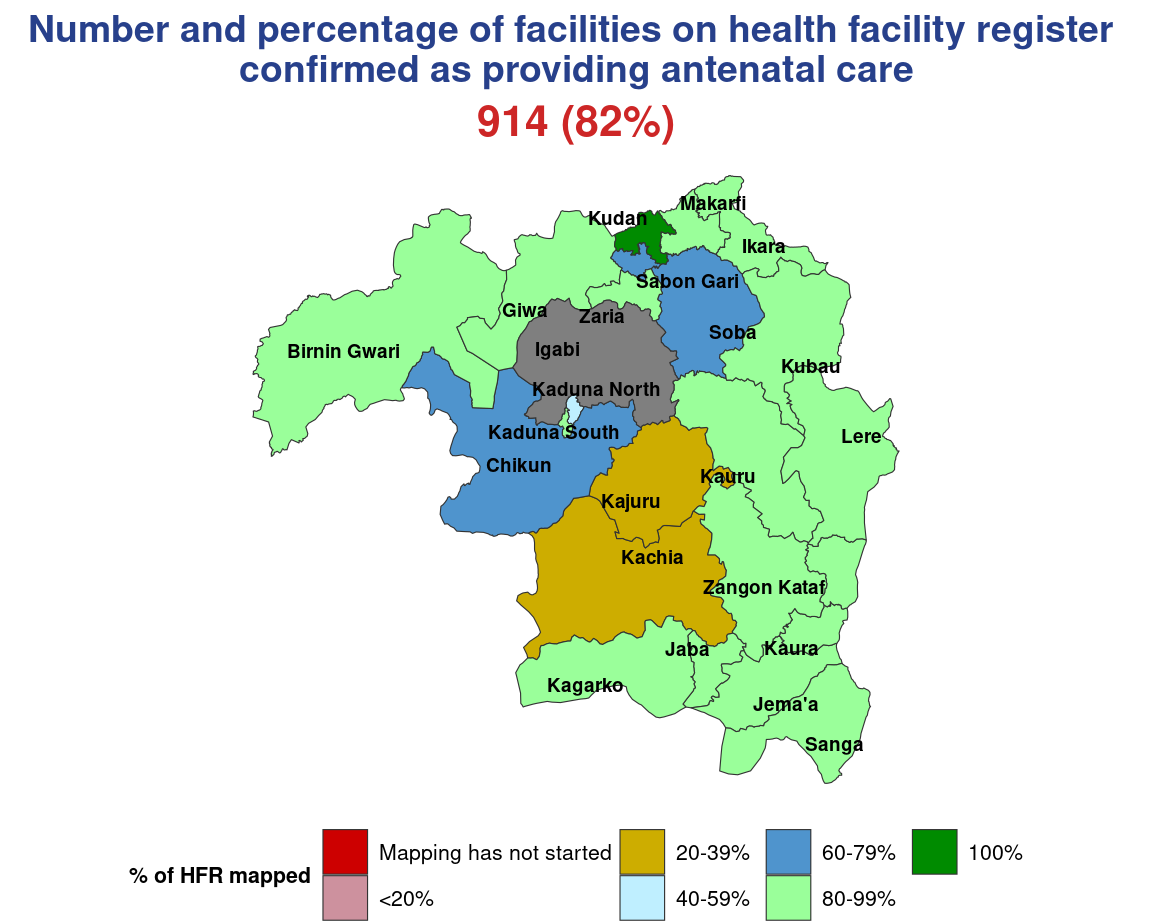 Number and percentage of facilities on health facility register
confirmed as providing antenatal care
914 (82%)
Makarfi
Kudan
Ikara
Sabon Gari
Giwa
Zaria
Soba
Birnin Gwari
Igabi
Kubau
Kaduna North
Kaduna South
Lere
Chikun
Kauru
Kajuru
Kachia
Zangon Kataf
Jaba
Kaura
Kagarko
Jema'a
Sanga
% of HFR mapped
Mapping has not started
<20%
20-39%
40-59%
60-79%
80-99%
100%